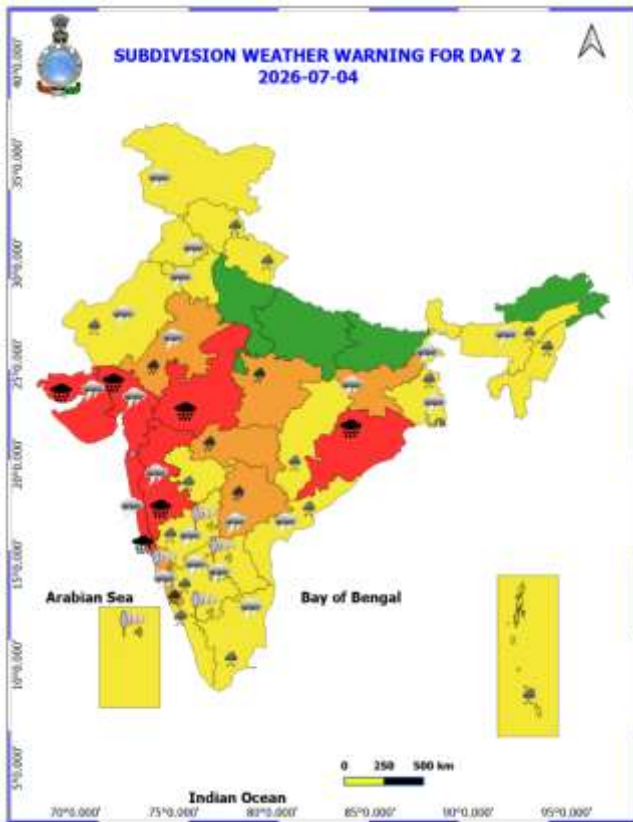 SUBDIVISION WEATHER WARNING FOR DAY 2
2026-07-04
40°0.000'
35°0.000'
30°0.000'
25°0.000'
20°0.000'
15°0.000'
10°0.000'
5°0.000'
Arabian Sea
Bay of Bengal
0 250 500 km
Indian Ocean
70°0.000' 75°0.000' 80°0.000' 85°0.000' 90°0.000' 95°0.000'